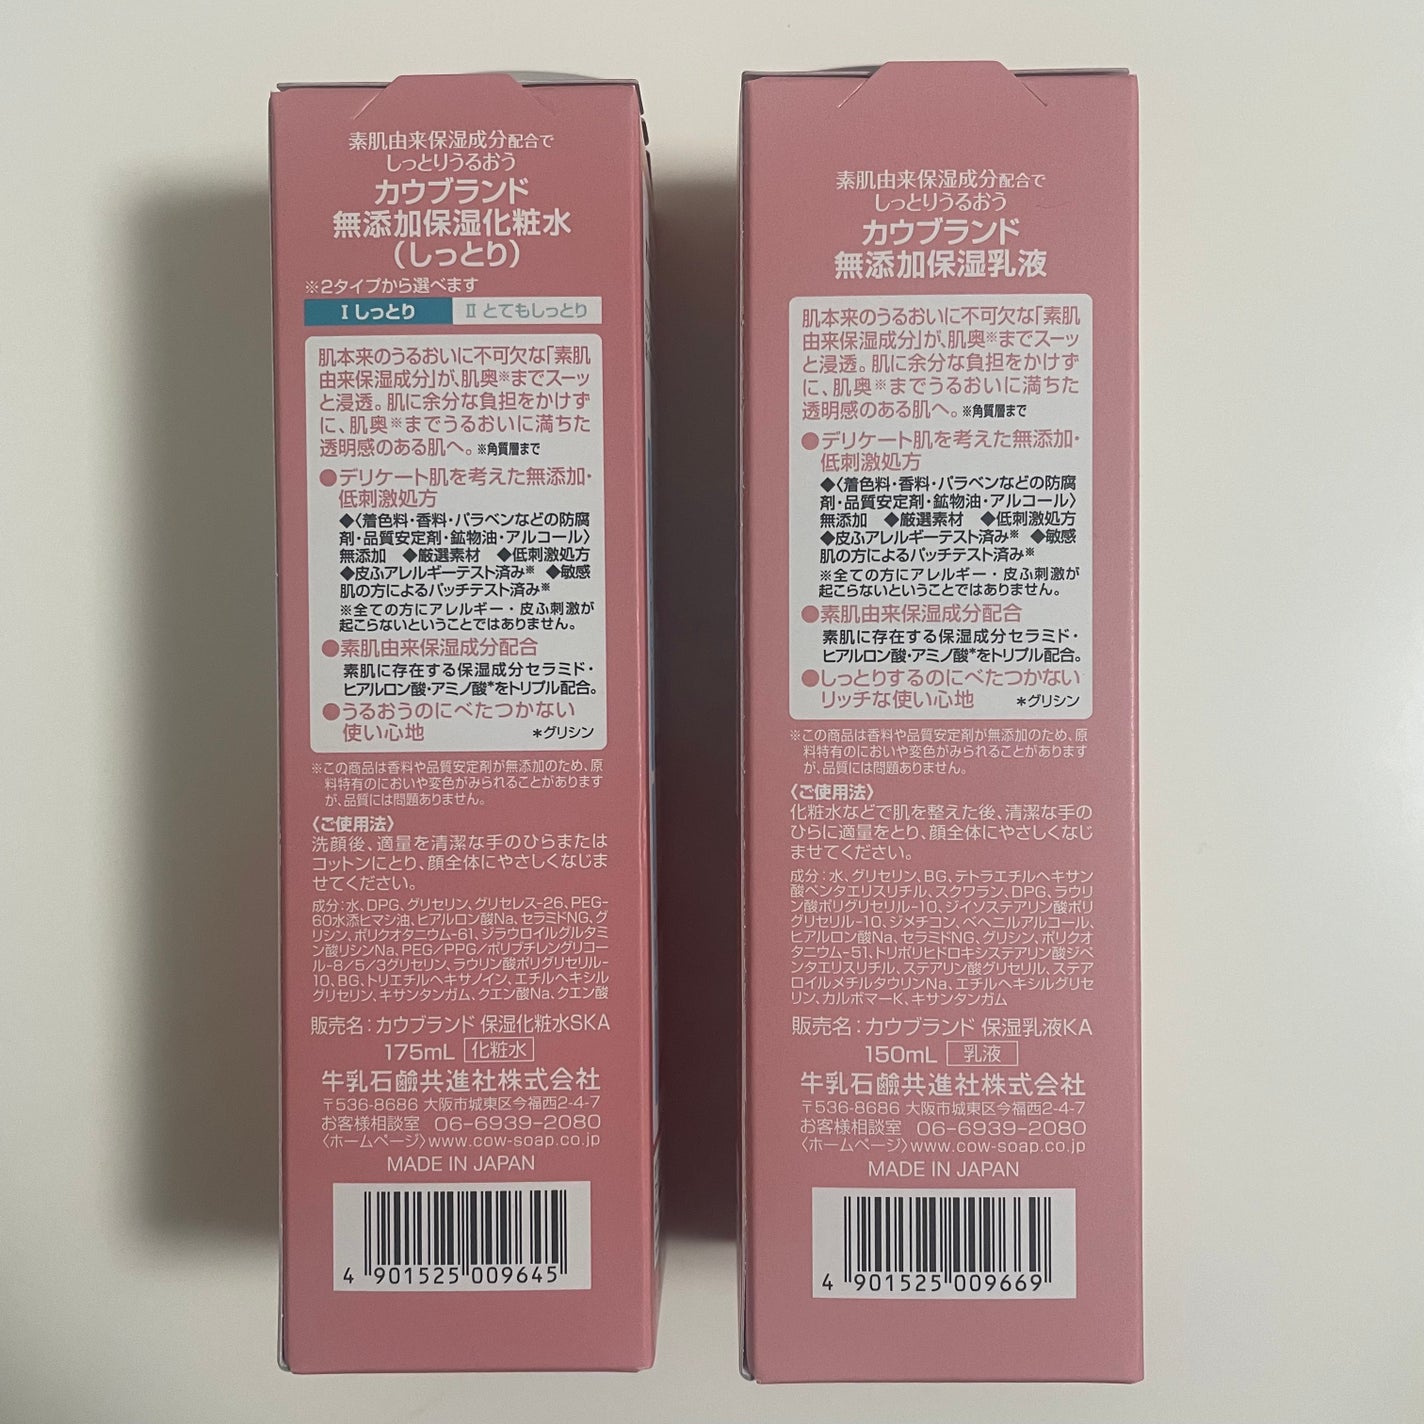 素肌由来保湿成分配合で
しっとりうるおう
カウブランド
無添加保湿化粧水
(しっとり)
※2タイプから選べます
I しっとり
II とてもしっとり
肌本来のうるおいに不可欠な「素肌
由来保湿成分」が、肌奥※までスーッ
と浸透。肌に余分な負担をかけず
に、肌奥※までうるおいに満ちた
透明感のある肌へ。※角質層まで
●デリケート肌を考えた無添加・
低刺激処方
◆〈着色料・香料・パラベンなどの防腐
剤・品質安定剤・鉱物油・アルコール〉
無添加 ◆厳選素材 ◆低刺激処方
◆皮ふアレルギーテスト済み※ ◆敏感
肌の方によるパッチテスト済み※
※全ての方にアレルギー・皮ふ刺激が
起こらないということではありません。
●素肌由来保湿成分配合
素肌に存在する保湿成分セラミド・
ヒアルロン酸・アミノ酸*をトリプル配合。
●うるおうのにべたつかない
使い心地 *グリシン
※この商品は香料や品質安定剤が無添加のため、原
料特有のにおいや変色がみられることがあります
が、品質には問題ありません。
〈ご使用法〉
洗顔後、適量を清潔な手のひらまたは
コットンにとり、顔全体にやさしくなじま
せてください。
成分:水、DPG、グリセリン、グリセレス-26、PEG-
60水添ヒマシ油、ヒアルロン酸Na、セラミドNG、グ
リシン、ポリクオタニウム-61、ジラウロイルグルタミ
ン酸リシンNa、PEG/PPG/ポリブチレングリコー
ル-8/5/3グリセリン、ラウリン酸ポリグリセリル-
10、BG、トリエチルヘキサノイン、エチルヘキシル
グリセリン、キサンタンガム、クエン酸Na、クエン酸
販売名:カウブランド 保湿化粧水SKA
175mL 化粧水
牛乳石鹼共進社株式会社
〒536-8686 大阪市城東区今福西2-4-7
お客様相談室 06-6939-2080
〈ホームページ〉www.cow-soap.co.jp
MADE IN JAPAN
4 901525 009645
素肌由来保湿成分配合で
しっとりうるおう
カウブランド
無添加保湿乳液
肌本来のうるおいに不可欠な「素肌
由来保湿成分」が、肌奥※までスーッ
と浸透。肌に余分な負担をかけず
に、肌奥※までうるおいに満ちた
透明感のある肌へ。※角質層まで
●デリケート肌を考えた無添加・
低刺激処方
◆〈着色料・香料・パラベンなどの防腐
剤・品質安定剤・鉱物油・アルコール〉
無添加 ◆厳選素材 ◆低刺激処方
◆皮ふアレルギーテスト済み※ ◆敏感
肌の方によるパッチテスト済み※
※全ての方にアレルギー・皮ふ刺激が
起こらないということではありません。
●素肌由来保湿成分配合
素肌に存在する保湿成分セラミド・
ヒアルロン酸・アミノ酸*をトリプル配合。
●しっとりするのにべたつかない
リッチな使い心地 *グリシン
※この商品は香料や品質安定剤が無添加のため、原
料特有のにおいや変色がみられることがあります
が、品質には問題ありません。
〈ご使用法〉
化粧水などで肌を整えた後、清潔な手の
ひらに適量をとり、顔全体にやさしくなじ
ませてください。
成分:水、グリセリン、BG、テトラエチルヘキサン
酸ペンタエリスリチル、スクワラン、DPG、ラウリ
ン酸ポリグリセリル-10、ジイソステアリン酸ポリ
グリセリル-10、ジメチコン、ベヘニルアルコール、
ヒアルロン酸Na、セラミドNG、グリシン、ポリクオ
タニウム-51、トリポリヒドロキシステアリン酸ジペ
ンタエリスリチル、ステアリン酸グリセリル、ステア
ロイルメチルタウリンNa、エチルヘキシルグリセ
リン、カルボマーK、キサンタンガム
販売名:カウブランド 保湿乳液KA
150mL 乳液
牛乳石鹼共進社株式会社
〒536-8686 大阪市城東区今福西2-4-7
お客様相談室 06-6939-2080
〈ホームページ〉www.cow-soap.co.jp
MADE IN JAPAN
4 901525 009669